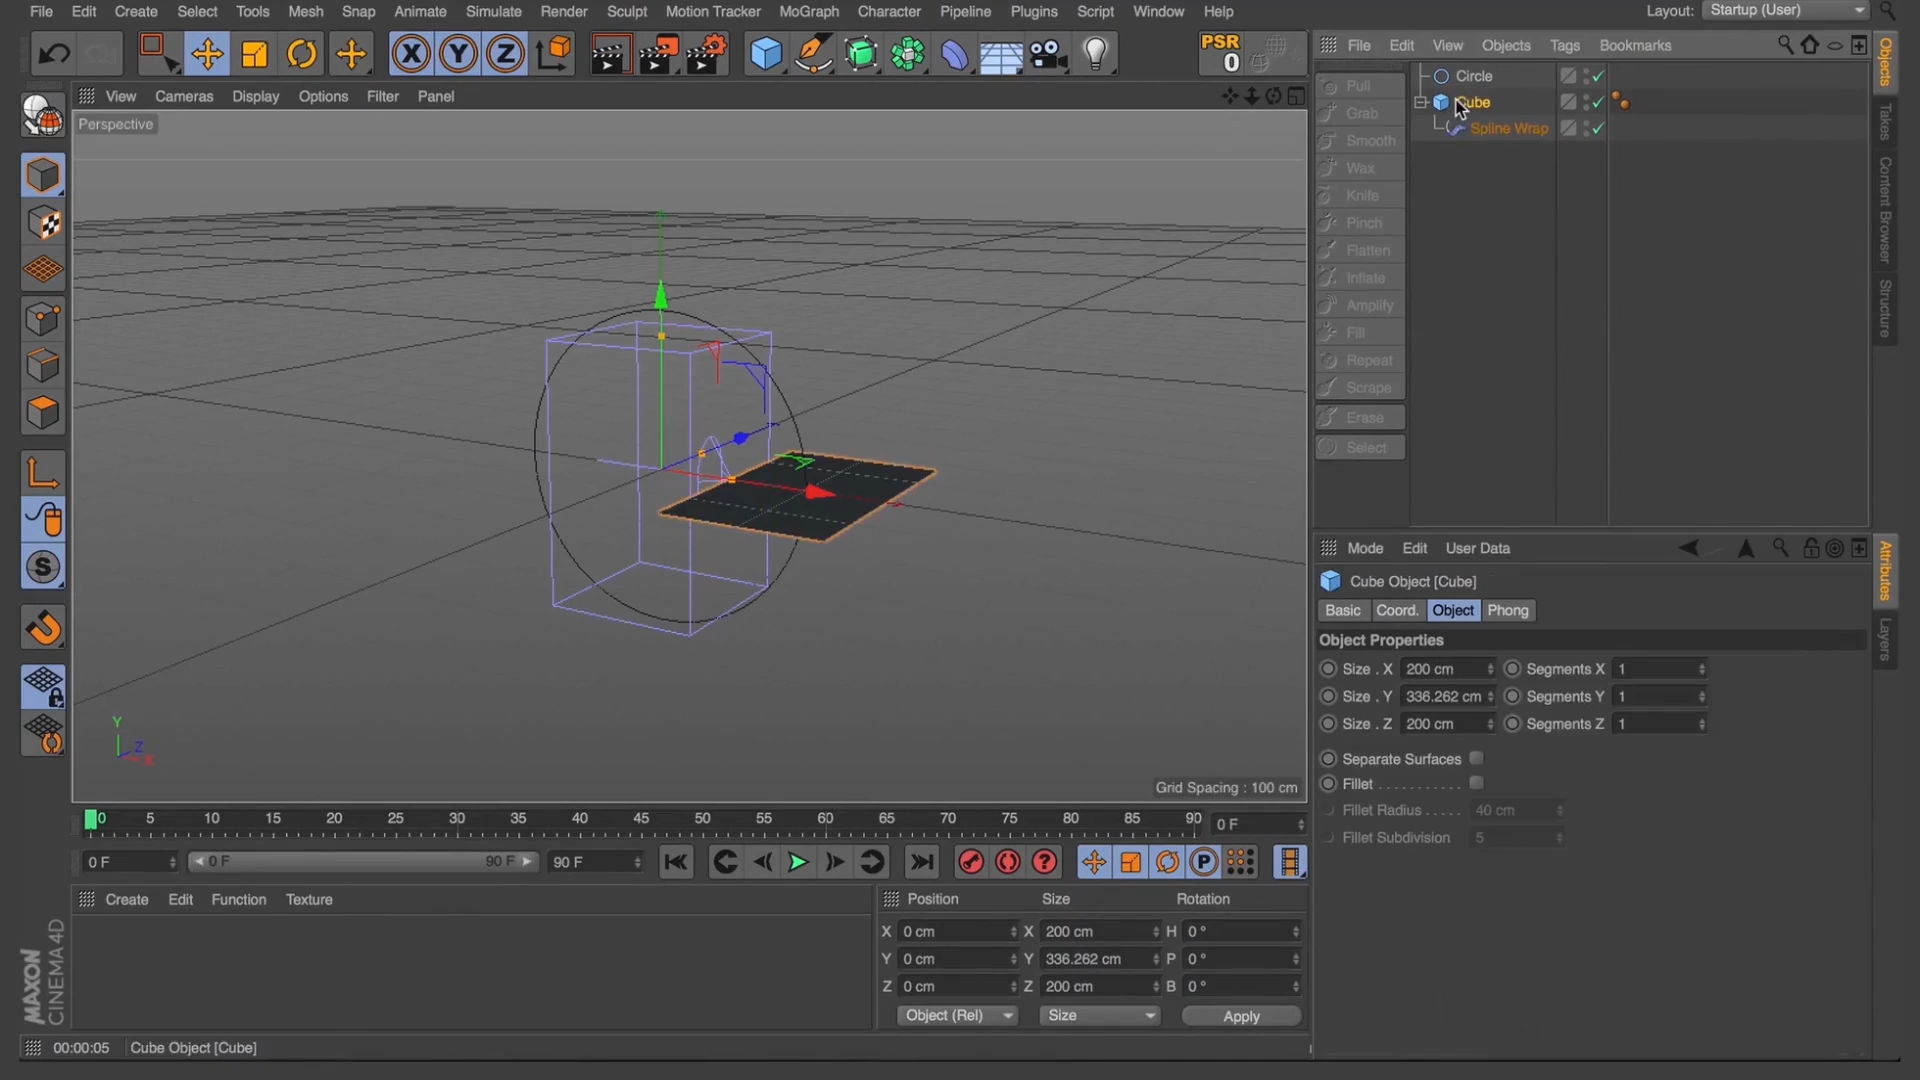 File Edit Create Select Tools Mesh Snap Animate Simulate Render Sculpt Motion Tracker MoGraph Character Pipeline Plugins Script Window Help Layout: Startup (User)
X Y Z PSR 0
File Edit View Objects Tags Bookmarks
Objects
Takes
Content Browser
Structure
View Cameras Display Options Filter Panel
Perspective
Pull
Grab
Smooth
Wax
Knife
Pinch
Flatten
Inflate
Amplify
Fill
Repeat
Scrape
Erase
Select
Circle
Cube
Spline Wrap
S
Y
Z
X
Grid Spacing : 100 cm
Mode Edit User Data
Attributes
Layers
Cube Object [Cube]
Basic Coord. Object Phong
Object Properties
Size . X 200 cm Segments X 1
Size . Y 336.262 cm Segments Y 1
Size . Z 200 cm Segments Z 1
Separate Surfaces
Fillet . . . . . . . . . . .
Fillet Radius . . . . . 40 cm
Fillet Subdivision 5
0 5 10 15 20 25 30 35 40 45 50 55 60 65 70 75 80 85 90 0 F
0 F 0 F 90 F 90 F ? P
Create Edit Function Texture
Position Size Rotation
X 0 cm X 200 cm H 0 °
Y 0 cm Y 336.262 cm P 0 °
Z 0 cm Z 200 cm B 0 °
Object (Rel) Size Apply
MAXON
CINEMA 4D
00:00:05 Cube Object [Cube]